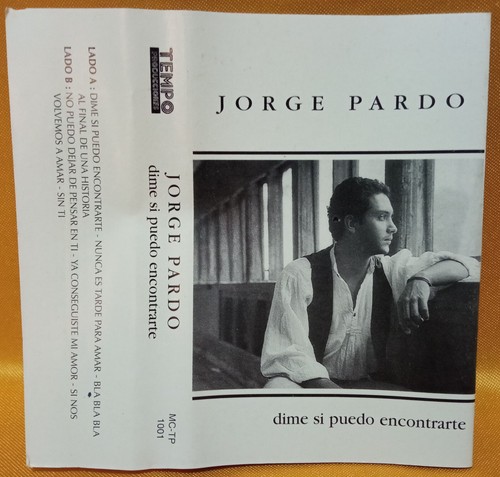 JORGE PARDO
dime si puedo encontrarte
TEMPO
PRODUCCIONES
JORGE PARDO
dime si puedo encontrarte
MC-TP
1001
LADO A : DIME SI PUEDO ENCONTRARTE - NUNCA ES TARDE PARA AMAR - BLA BLA BLA
AL FINAL DE UNA HISTORIA
LADO B : NO PUEDO DEJAR DE PENSAR EN TI - YA CONSEGUISTE MI AMOR - SI NOS
VOLVEMOS A AMAR - SIN TI